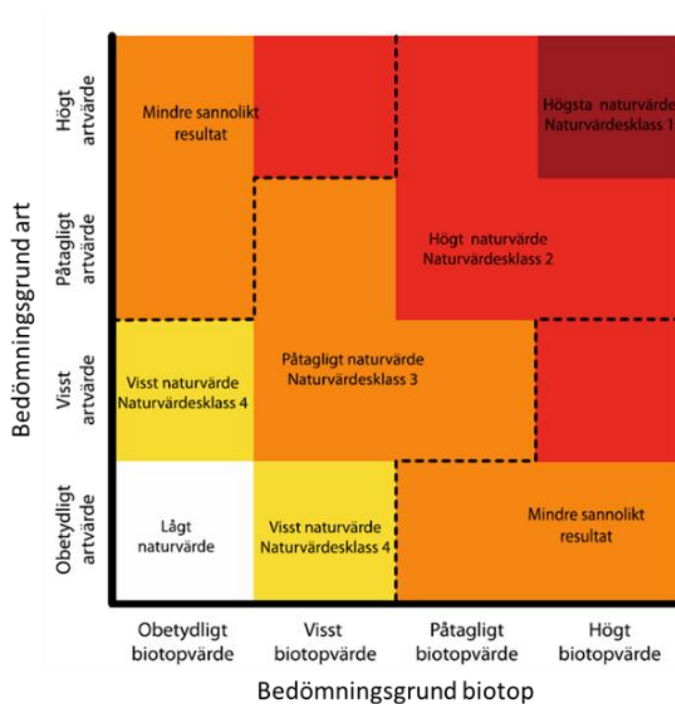 Bedömningsgrund art
Högt
artvärde
Påtagligt
artvärde
Visst
artvärde
Obetydligt
artvärde
Mindre sannolikt
resultat
Högsta naturvärde
Naturvärdesklass 1
Högt naturvärde
Naturvärdesklass 2
Påtagligt naturvärde
Naturvärdesklass 3
Visst naturvärde
Naturvärdesklass 4
Lågt
naturvärde
Visst naturvärde
Naturvärdesklass 4
Mindre sannolikt
resultat
Obetydligt
biotopvärde
Visst
biotopvärde
Påtagligt
biotopvärde
Högt
biotopvärde
Bedömningsgrund biotop